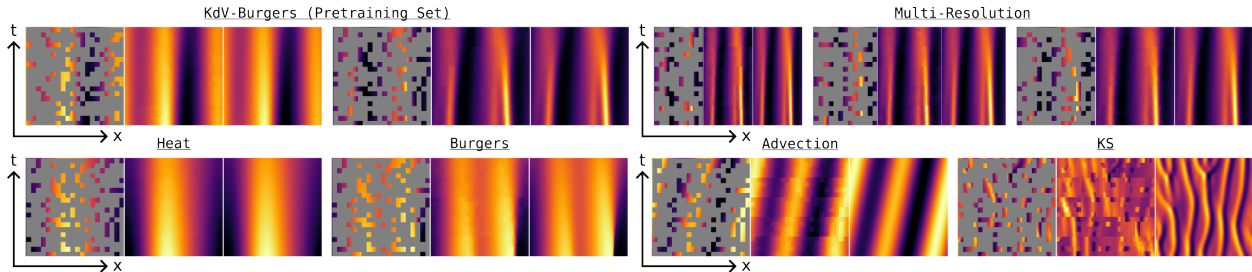 KdV-Burgers (Pretraining Set)
Multi-Resolution
t
x
t
x
Heat
Burgers
Advection
KS
t
x
t
x